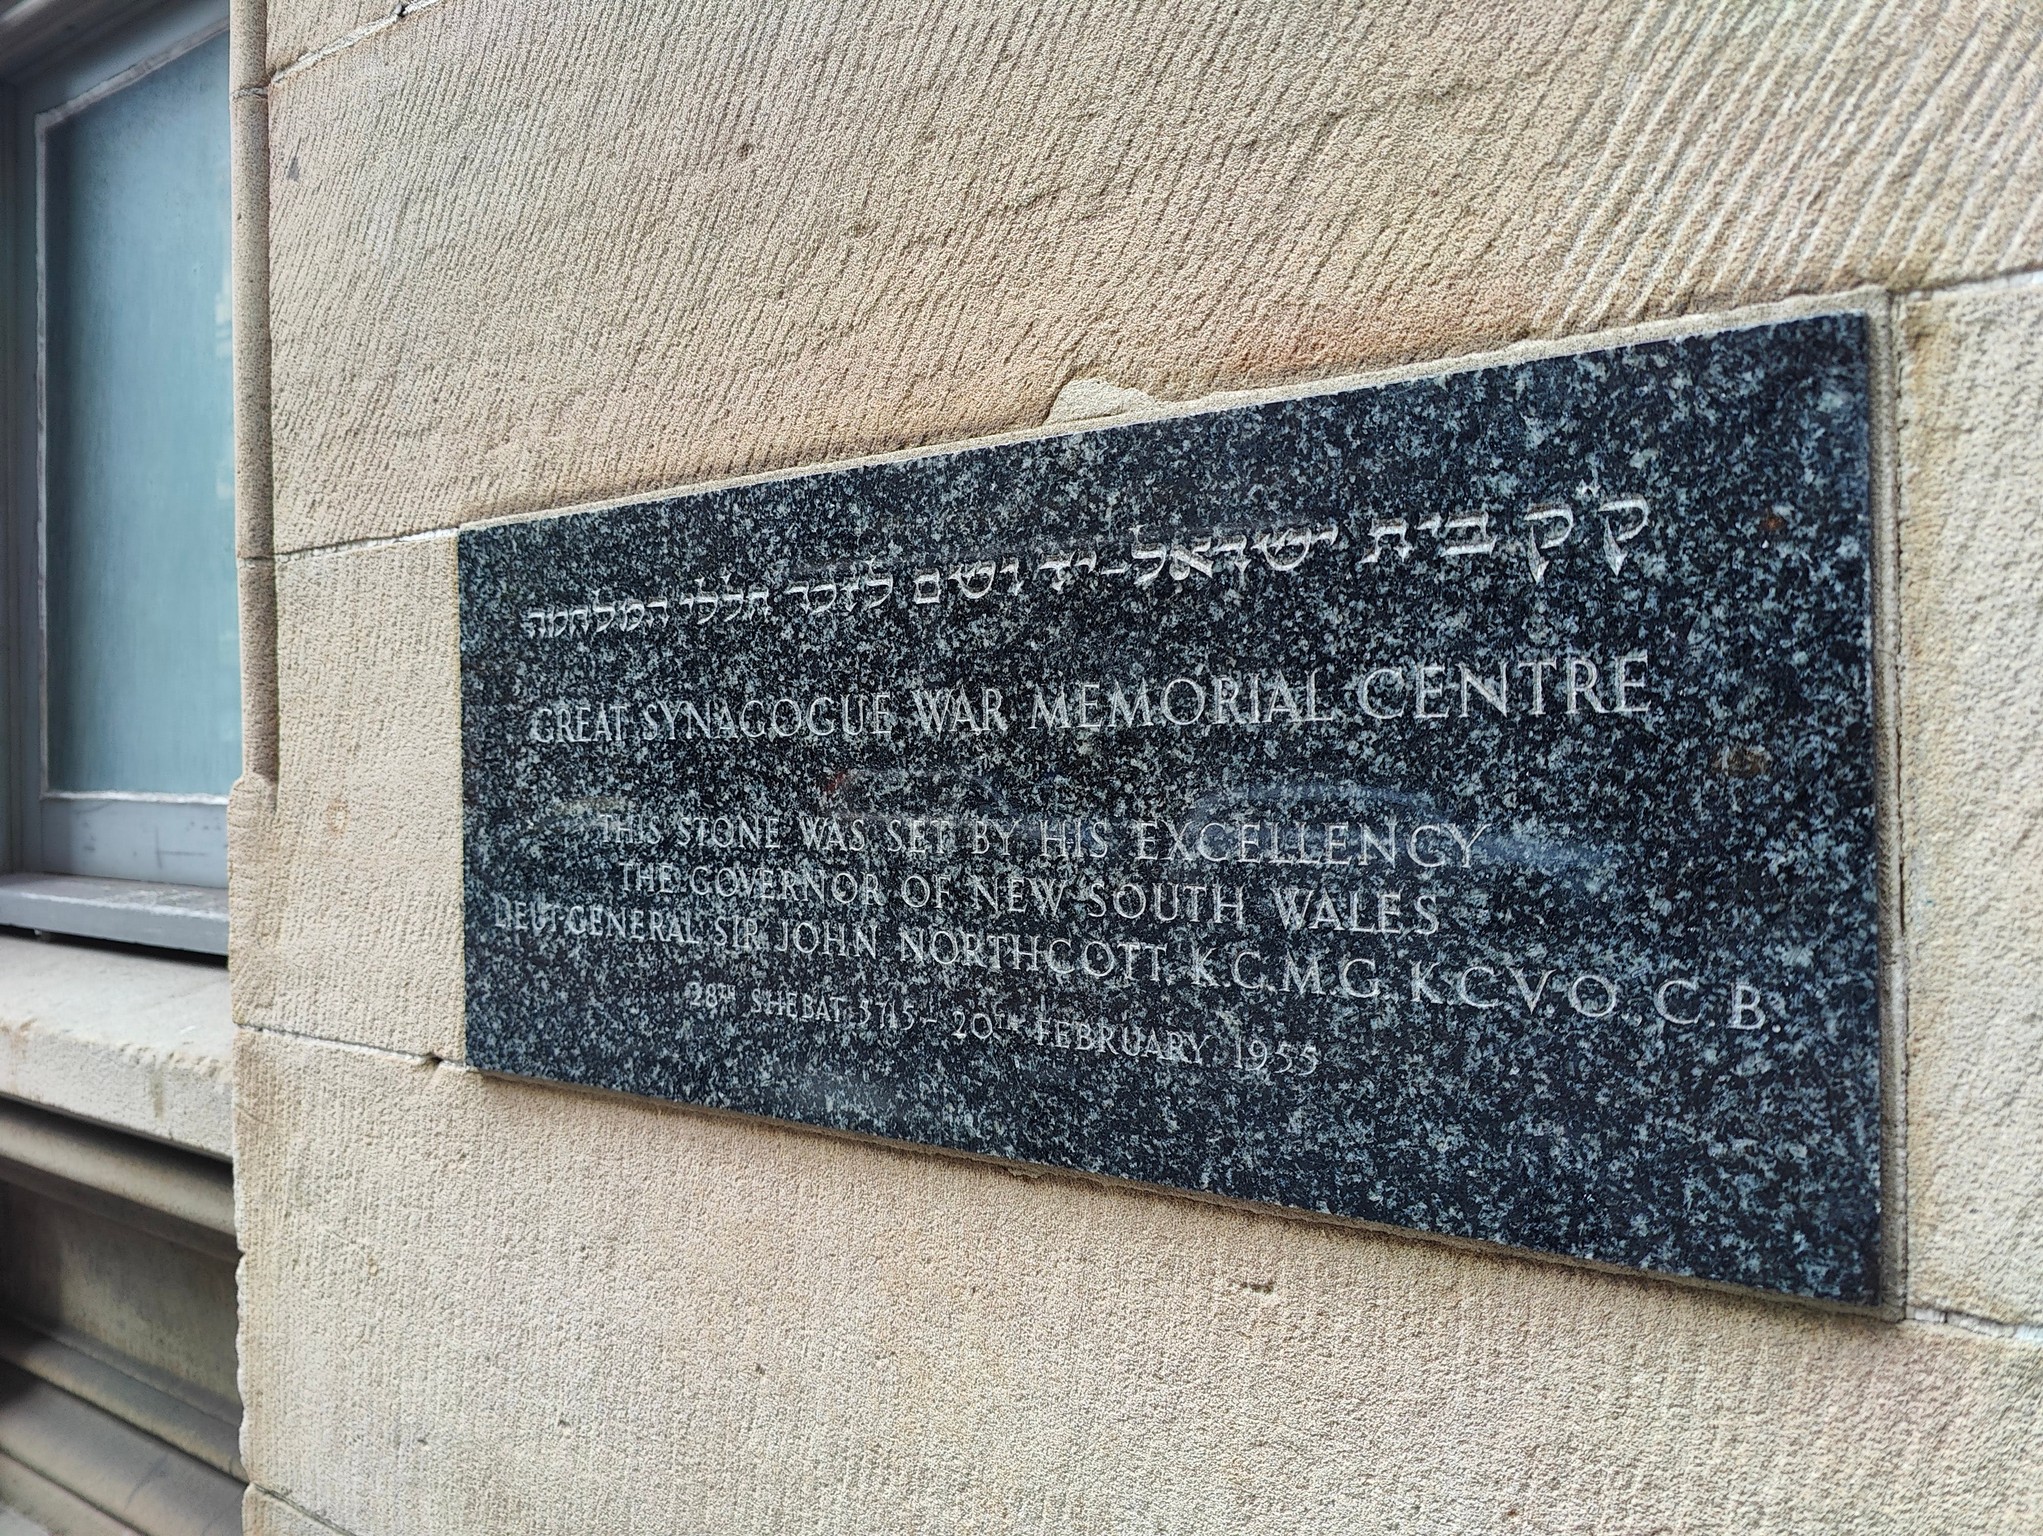 ק״ק בית ישראל-יד ושם לזכר חללי המלחמה
GREAT SYNAGOGUE WAR MEMORIAL CENTRE
THIS STONE WAS SET BY HIS EXCELLENCY
THE GOVERNOR OF NEW SOUTH WALES
LIEUT-GENERAL SIR JOHN NORTHCOTT K.C.M.G. K.C.V.O. C.B.
28TH SHEBAT 5715 - 20TH FEBRUARY 1955